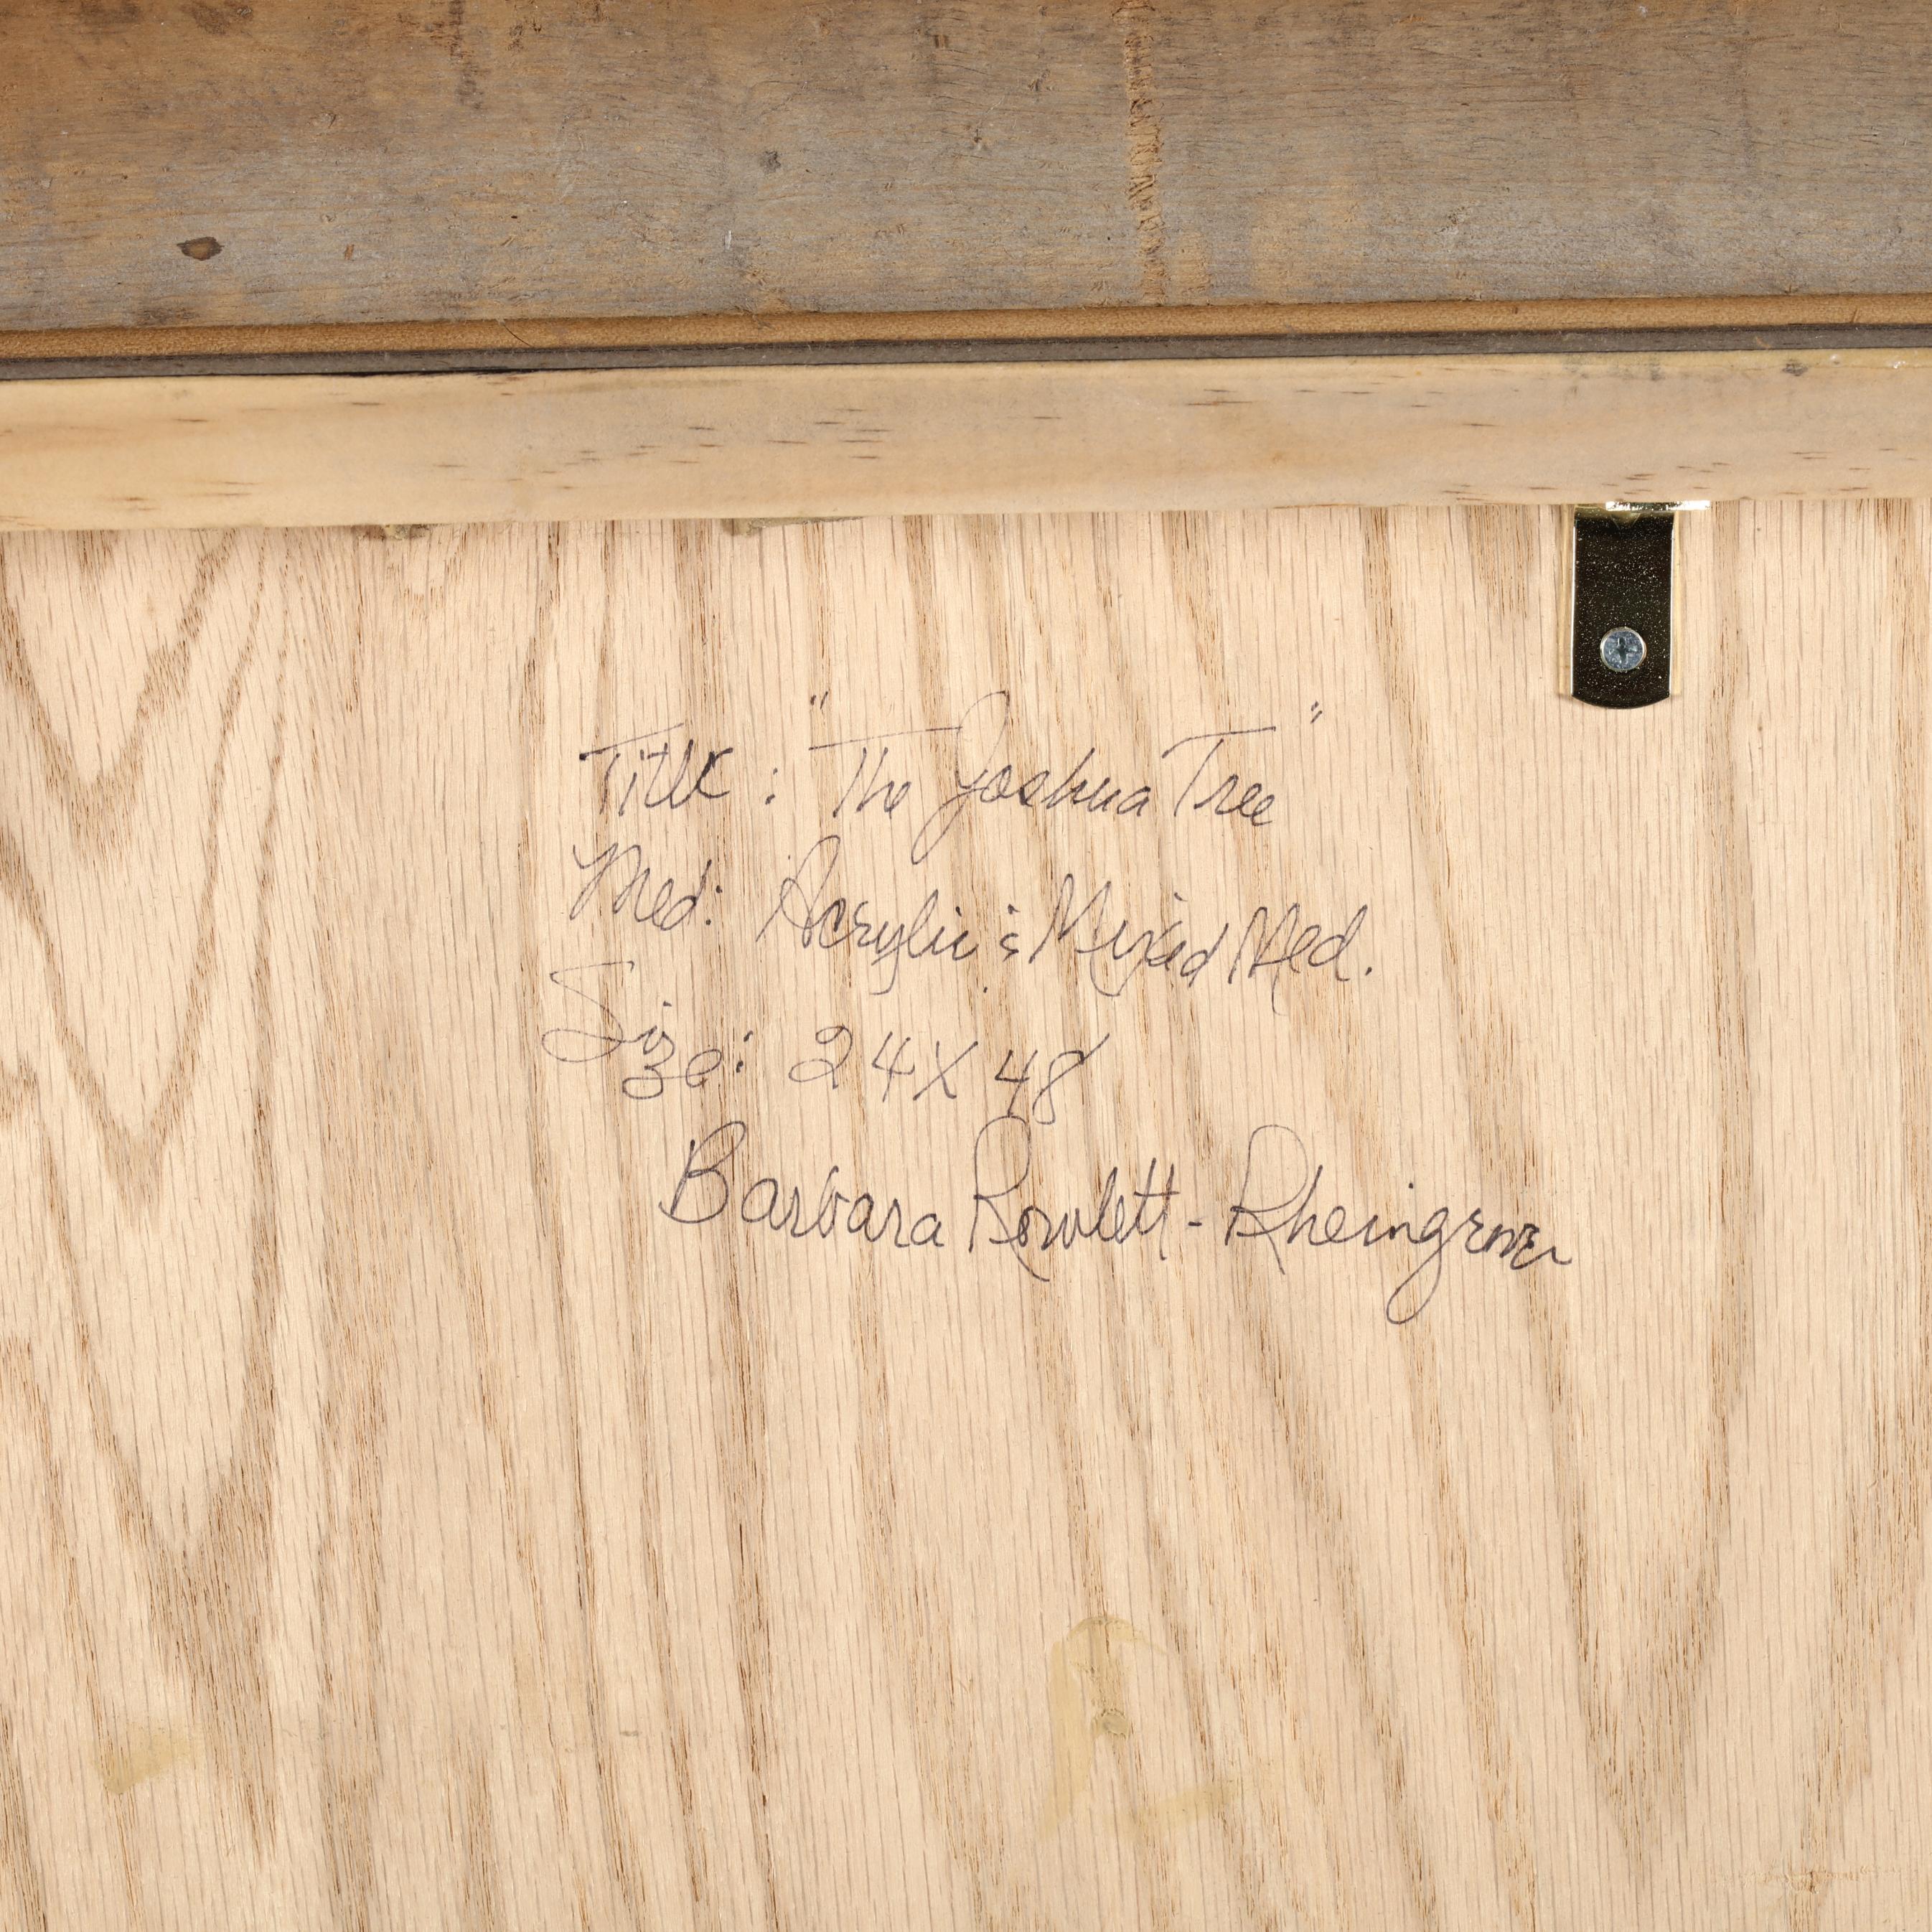 Title : "The Joshua Tree"
Med: Acrylic & Mixed Med.
Size: 24 X 48
Barbara Rowlett-Rheingrover